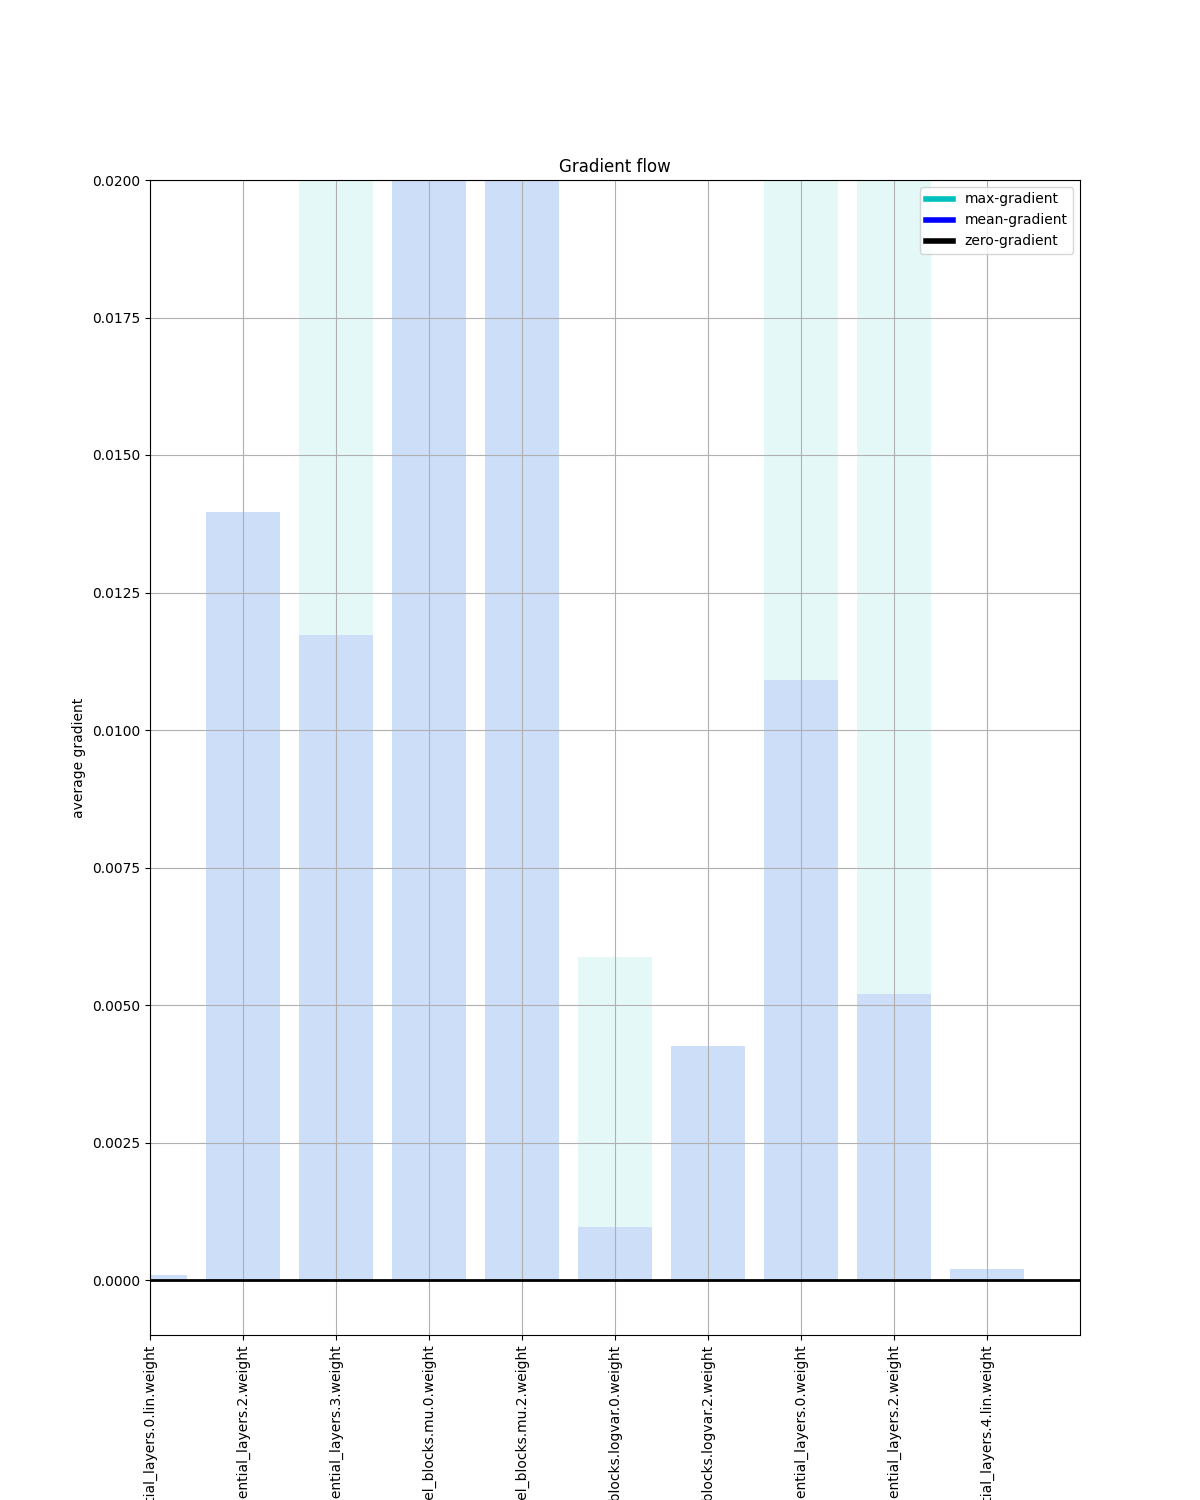 Gradient flow
max-gradient
mean-gradient
zero-gradient
average gradient
0.0200
0.0175
0.0150
0.0125
0.0100
0.0075
0.0050
0.0025
0.0000
tial_layers.0.lin.weight
ential_layers.2.weight
ential_layers.3.weight
el_blocks.mu.0.weight
el_blocks.mu.2.weight
blocks.logvar.0.weight
blocks.logvar.2.weight
ential_layers.0.weight
ential_layers.2.weight
tial_layers.4.lin.weight